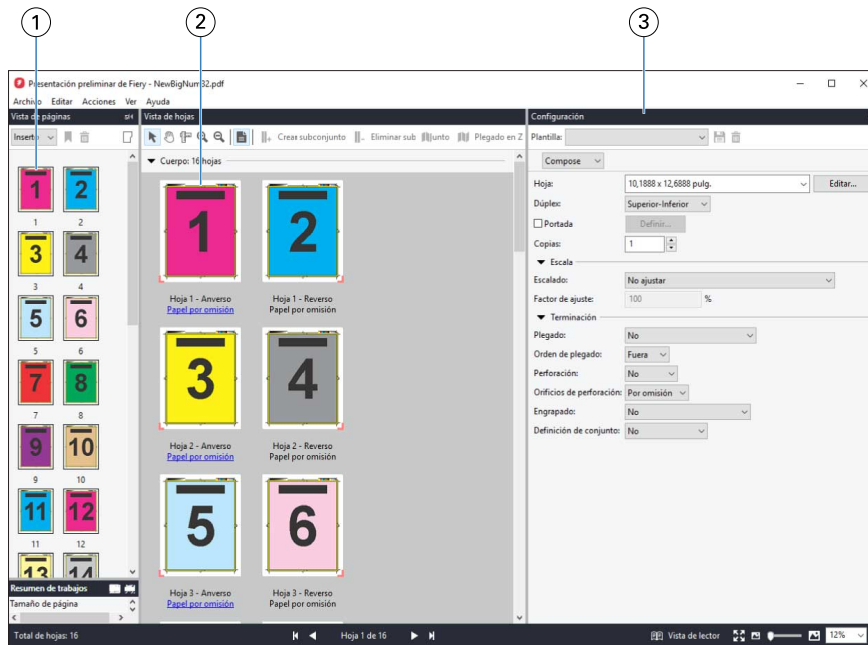 1 2 3
Presentación preliminar de Fiery - NewBigNum32.pdf
Archivo Editar Acciones Ver Ayuda
Vista de páginas
Vista de hojas
Configuración
Inserto
Crear subconjunto
Eliminar sub
junto
Plegado en Z
Plantilla:
Cuerpo: 16 hojas
Compose
1 2
1 2
3 4
3 4
5 6
5 6
7 8
7 8
9 10
9 10
11 12
11 12
13 14
1 2
Hoja 1 - Anverso Hoja 1 - Reverso
Papel por omisión Papel por omisión
3 4
Hoja 2 - Anverso Hoja 2 - Reverso
Papel por omisión Papel por omisión
5 6
Hoja 3 - Anverso Hoja 3 - Reverso
Papel por omisión Papel por omisión
Hoja: 10,1888 x 12,6888 pulg. Editar...
Dúplex: Superior-Inferior
Portada Definir...
Copias: 1
Escala
Escalado: No ajustar
Factor de ajuste: 100 %
Terminación
Plegado: No
Orden de plegado: Fuera
Perforación: No
Orificios de perforación: Por omisión
Engrapado: No
Definición de conjunto: No
Resumen de trabajos
Tamaño de página
Total de hojas: 16
Hoja 1 de 16
Vista de lector
12%